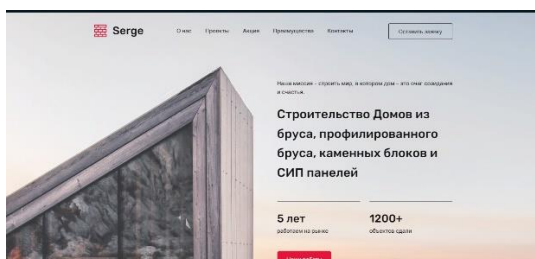 Serge
О нас Проекты Акции Преимущества Контакты
Оставить заявку
Наша миссия - строить мир, в котором дом - это очаг созидания
и счастья.
Строительство Домов из
бруса, профилированного
бруса, каменных блоков и
СИП панелей
5 лет
работаем на рынке
1200+
объектов сдали